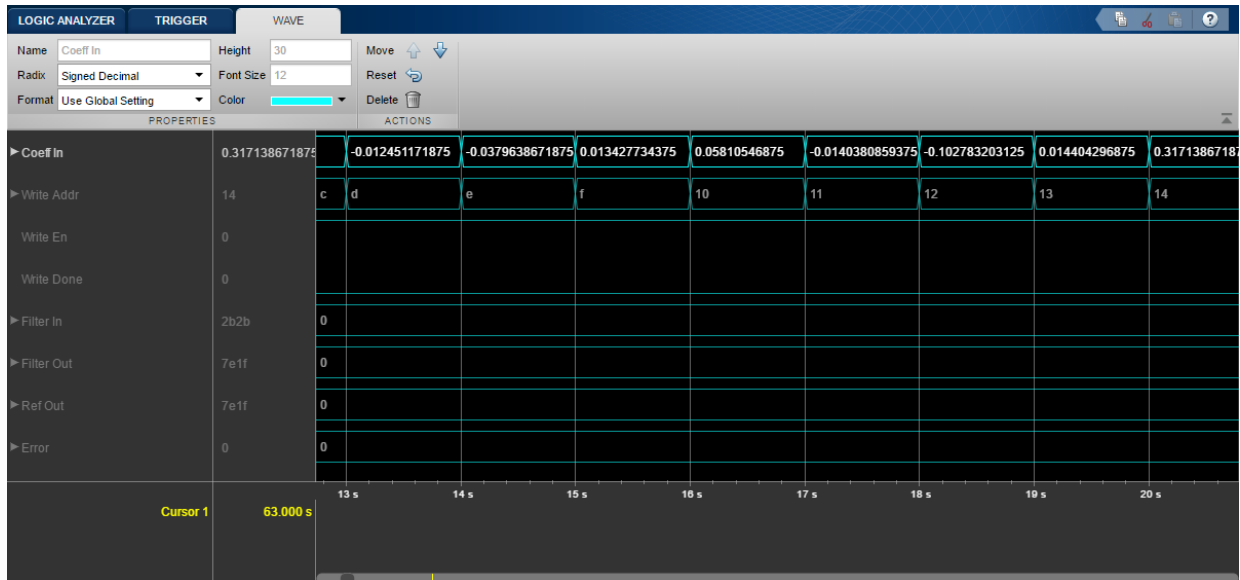 LOGIC ANALYZER TRIGGER WAVE ?
Name Coeff In Height 30 Move
Radix Signed Decimal Font Size 12 Reset
Format Use Global Setting Color Delete
PROPERTIES ACTIONS
Coeff In 0.317138671875 -0.012451171875 -0.0379638671875 0.013427734375 0.05810546875 -0.0140380859375 -0.102783203125 0.014404296875 0.3171386718
Write Addr 14 c d e f 10 11 12 13 14
Write En 0
Write Done 0
Filter In 2b2b 0
Filter Out 7e1f 0
Ref Out 7e1f 0
Error 0 0
13 s 14 s 15 s 16 s 17 s 18 s 19 s 20 s
Cursor 1 63.000 s